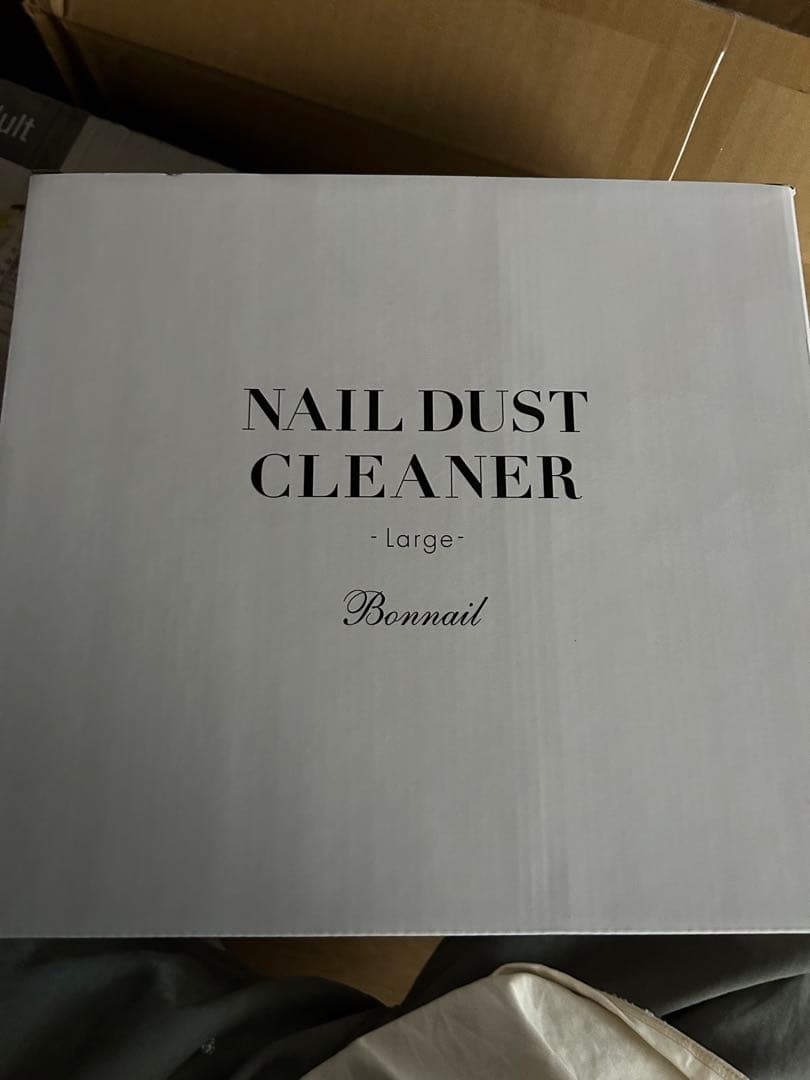 NAIL DUST
CLEANER
- Large -
Bonnail